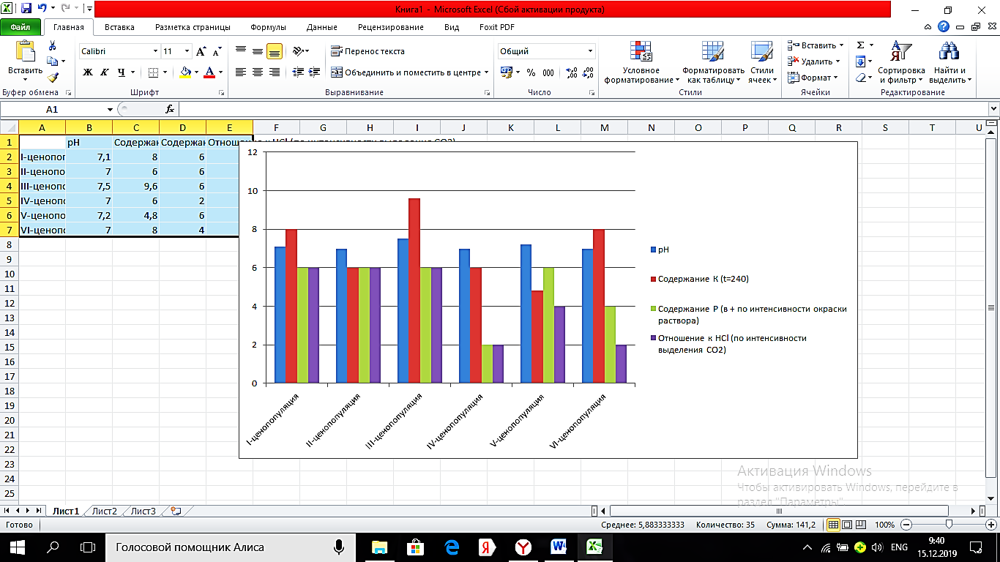 Книга1 - Microsoft Excel (Сбой активации продукта)
Файл Главная Вставка Разметка страницы Формулы Данные Рецензирование Вид Foxit PDF
Вставить
Буфер обмена
Calibri 11
Ж К Ч
Шрифт
Перенос текста
Объединить и поместить в центре
Выравнивание
Общий
% 000
Число
Условное форматирование
Форматировать как таблицу
Стили ячеек
Стили
Вставить
Удалить
Формат
Ячейки
Сортировка и фильтр
Найти и выделить
Редактирование
A1 fx
A B C D E F G H I J K L M N O P Q R S T U
1 pH Содержан Содержан Отношение к HCl (по интенсивности выделения CO2)
2 I-ценопоп 7,1 8 6
3 II-ценопо 7 6 6
4 III-ценопо 7,5 9,6 6
5 IV-ценопо 7 6 2
6 V-ценопо 7,2 4,8 6
7 VI-ценопо 7 8 4
8
9
10
11
12
13
14
15
16
17
18
19
20
21
22
23
24
25
12
10
8
6
4
2
0
I-ценопопуляция
II-ценопопуляция
III-ценопопуляция
IV-ценопопуляция
V-ценопопуляция
VI-ценопопуляция
pH
Содержание К (t=240)
Содержание Р (в + по интенсивности окраски
раствора)
Отношение к HCl (по интенсивности
выделения СО2)
Активация Windows
Чтобы активировать Windows, перейдите в
раздел "Параметры".
Лист1 Лист2 Лист3
Готово Среднее: 5,883333333 Количество: 35 Сумма: 141,2 100%
Голосовой помощник Алиса
ENG
9:40
15.12.2019